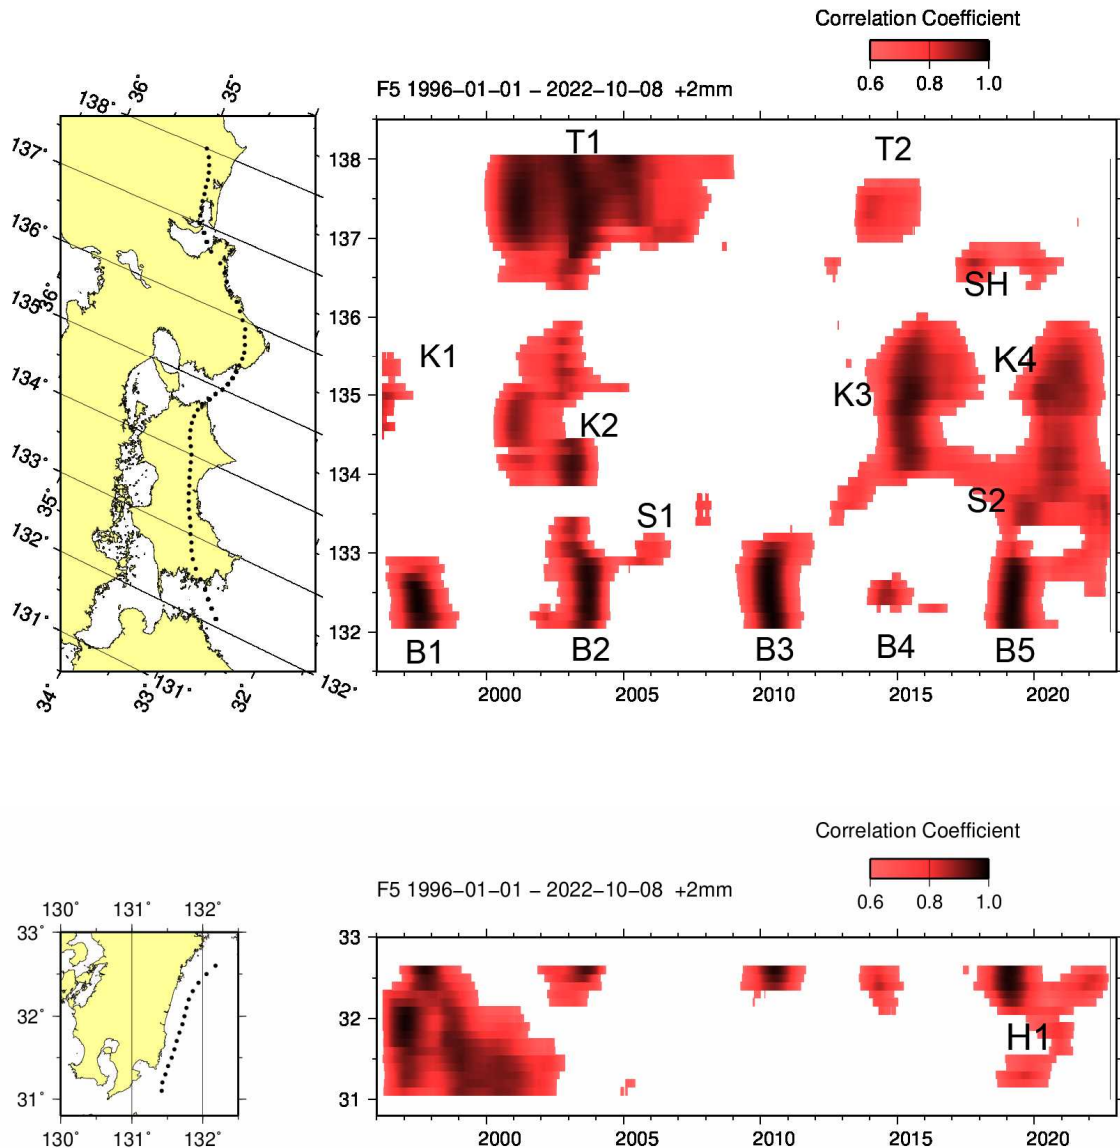 Correlation Coefficient
0.6 0.8 1.0
F5 1996−01−01 − 2022−10−08 +2mm
138˚ 36˚ 35˚
137˚
136˚
36˚
135˚
134˚
133˚
35˚
132˚
131˚
34˚ 33˚ 131˚ 32˚ 132˚
138
137
136
135
134
133
132
T1
T2
SH
K1
K4
K3
K2
S2
S1
B1 B2 B3 B4 B5
2000 2005 2010 2015 2020
Correlation Coefficient
0.6 0.8 1.0
F5 1996−01−01 − 2022−10−08 +2mm
130˚ 131˚ 132˚
33˚
32˚
31˚
130˚ 131˚ 132˚
33
32
31
H1
2000 2005 2010 2015 2020